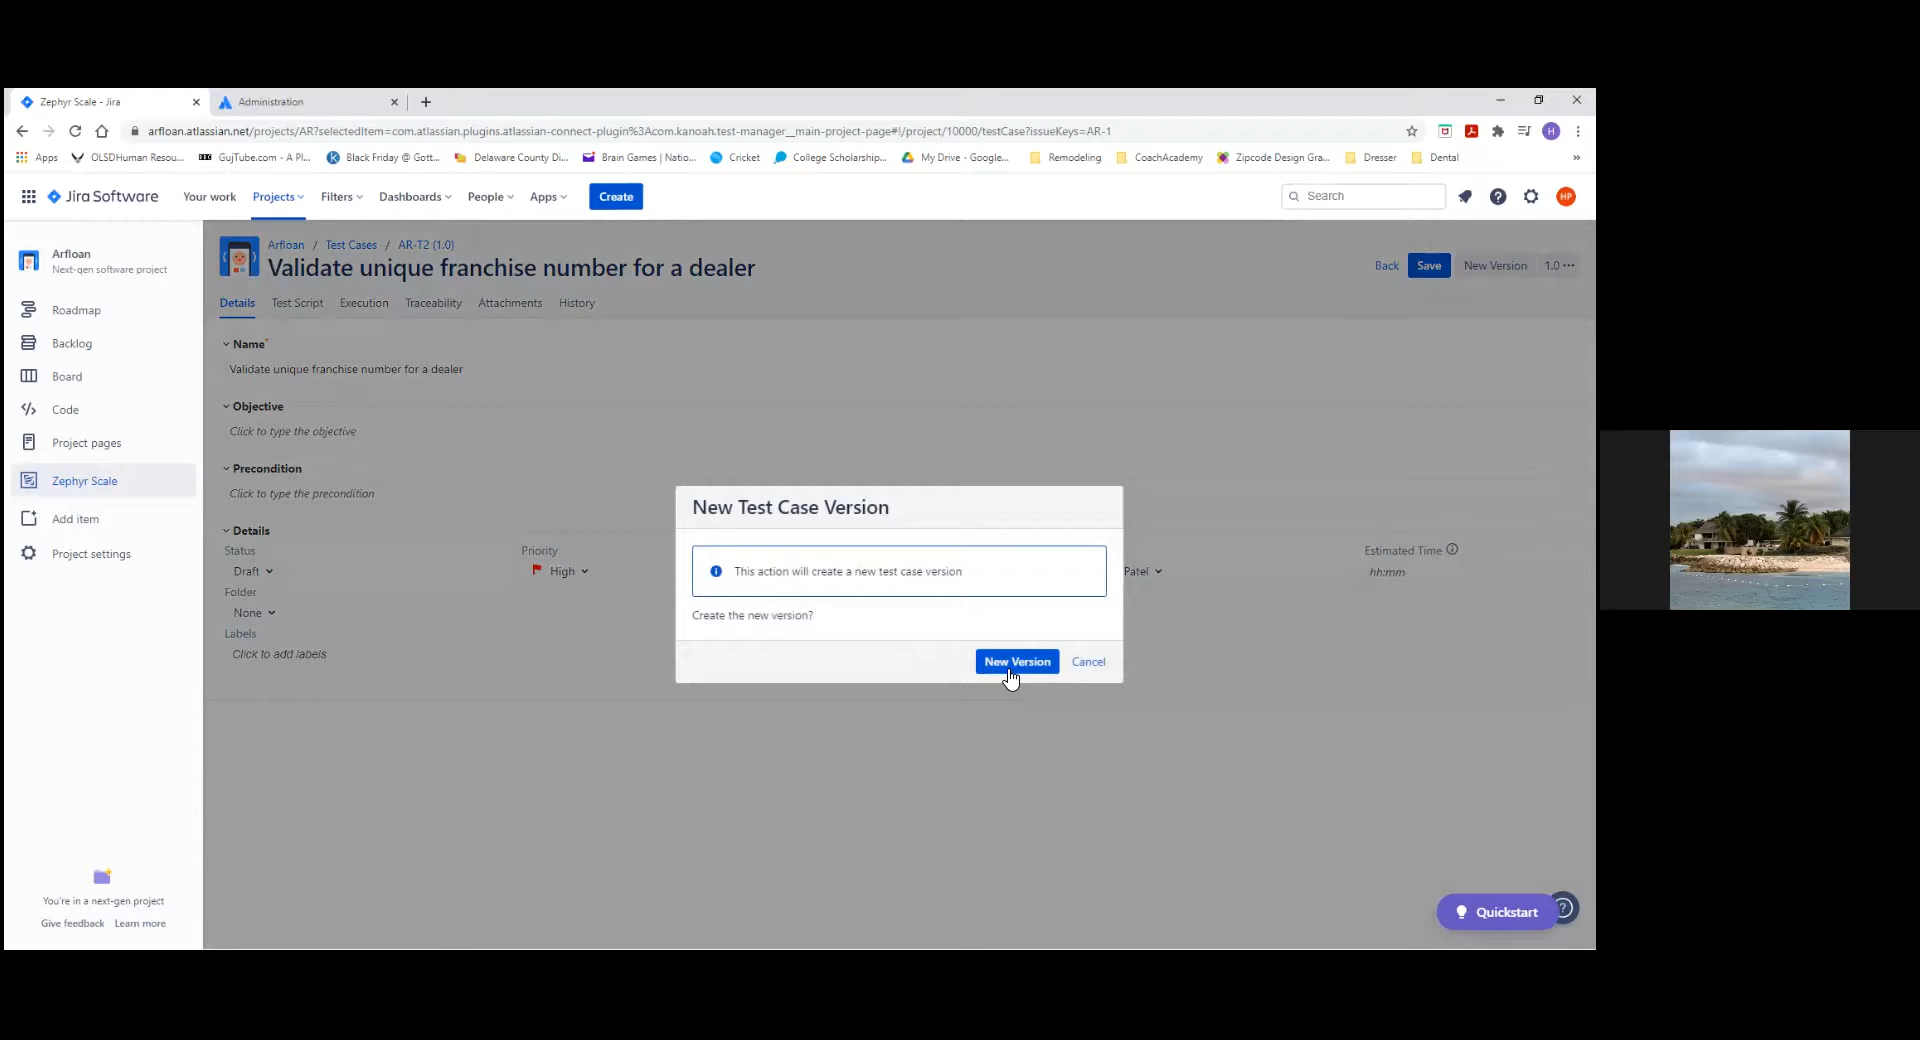 Zephyr Scale - Jira
Administration
arfloan.atlassian.net/projects/AR?selectedItem=com.atlassian.plugins.atlassian-connect-plugin%3Acom.kanoah.test-manager__main-project-page#!/project/10000/testCase?issueKeys=AR-1
H
Apps OLSDHuman Resou... GujTube.com - A Pl... Black Friday @ Gott... Delaware County Di... Brain Games | Natio... Cricket College Scholarship... My Drive - Google... Remodeling CoachAcademy Zipcode Design Gra... Dresser Dental »
Jira Software Your work Projects Filters Dashboards People Apps Create Search HP
Arfloan
Next-gen software project
Roadmap
Backlog
Board
Code
Project pages
Zephyr Scale
Add item
Project settings
You're in a next-gen project
Give feedback Learn more
Arfloan / Test Cases / AR-T2 (1.0)
Validate unique franchise number for a dealer
Back Save New Version 1.0 ···
Details Test Script Execution Traceability Attachments History
Name*
Validate unique franchise number for a dealer
Objective
Click to type the objective
Precondition
Click to type the precondition
Details
Status Priority Estimated Time
Draft High Patel hh:mm
Folder
None
Labels
Click to add labels
New Test Case Version
This action will create a new test case version
Create the new version?
New Version Cancel
Quickstart ?